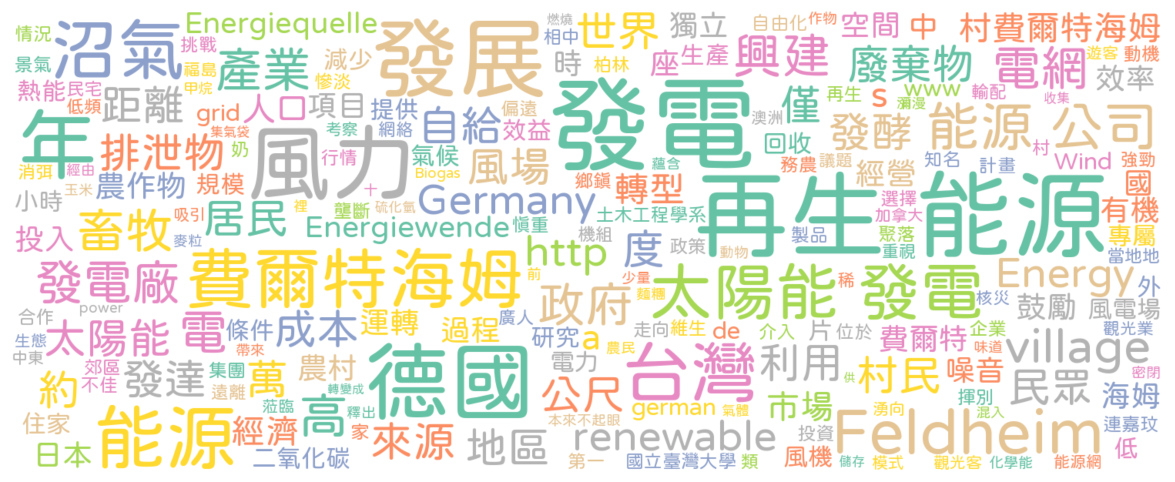 情況
沼氣
挑戰
景氣
福島
甲烷
熱能
民宅
低頻
Energiequelle
產業
減少
慘淡
發展
燃燒
相中
世界
柏林
獨立
座
生產
時
自由化
作物
空間
中
村費爾特海姆
興建
廢棄物
電網
遊客
動機
效率
距離
grid
集氣袋
人口
項目
考察
提供
網絡
偏遠
自給
效益
發電
僅
澳洲
再生
瀰漫
www
s
輸配
收集
發酵
能源
公司
回收
年
消弭
經由
玉米
排泄物
奶
行情
風力
氣候
Biogas
風場
蘊含
務農
議題
經營
知名
計畫
村
Wind
強勁
農作物
規模
十
硫化氫
Germany
鄉鎮
轉型
再生能源
選擇
加拿大
國
有機
小時
吸引
居民
裡
壟斷
Energiewende
慎重
土木工程學系
機組
製品
聚落
重視
專屬
投入
畜牧
麥粒
http
度
政策
動物
當地地
發電廠
費爾特海姆
前
少量
麵糰
太陽能
發電
稀
核災
Energy
外
政府
鼓勵
風電場
合作
power
生態
中東
太陽能
電
條件
成本
運轉
過程
廣人
研究
a
走向
維生
de
介入
片
位於
費爾特
企業
味道
觀光業
密閉
郊區
不佳
帶來
發達
集團
遠離
萬
農村
轉變成
德國
農民
電力
台灣
利用
供
村民
噪音
village
民眾
揮別
混入
海姆
約
住家
能源
蒞臨
釋出
高
家
公尺
german
氣體
市場
湧向
Feldheim
連嘉玟
日本
經濟
二氧化碳
來源
地區
本來不起眼
renewable
投資
第一
國立臺灣大學
類
風機
儲存
模式
觀光客
化學能
能源網
低